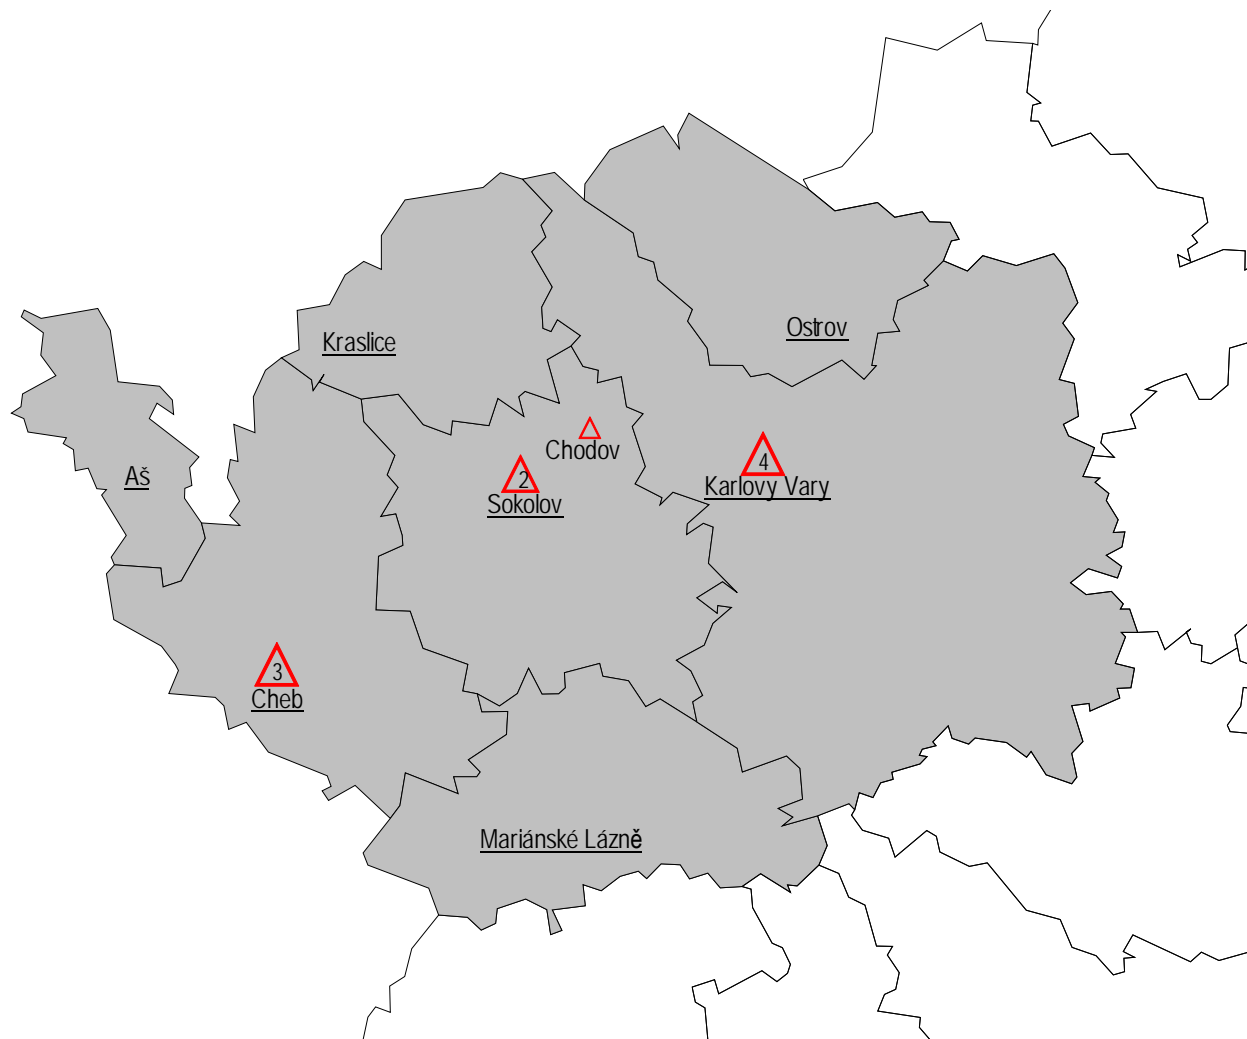 Ostrov
Kraslice
Chodov
4
Karlovy Vary
2
Sokolov
Aš
3
Cheb
Mariánské Lázně